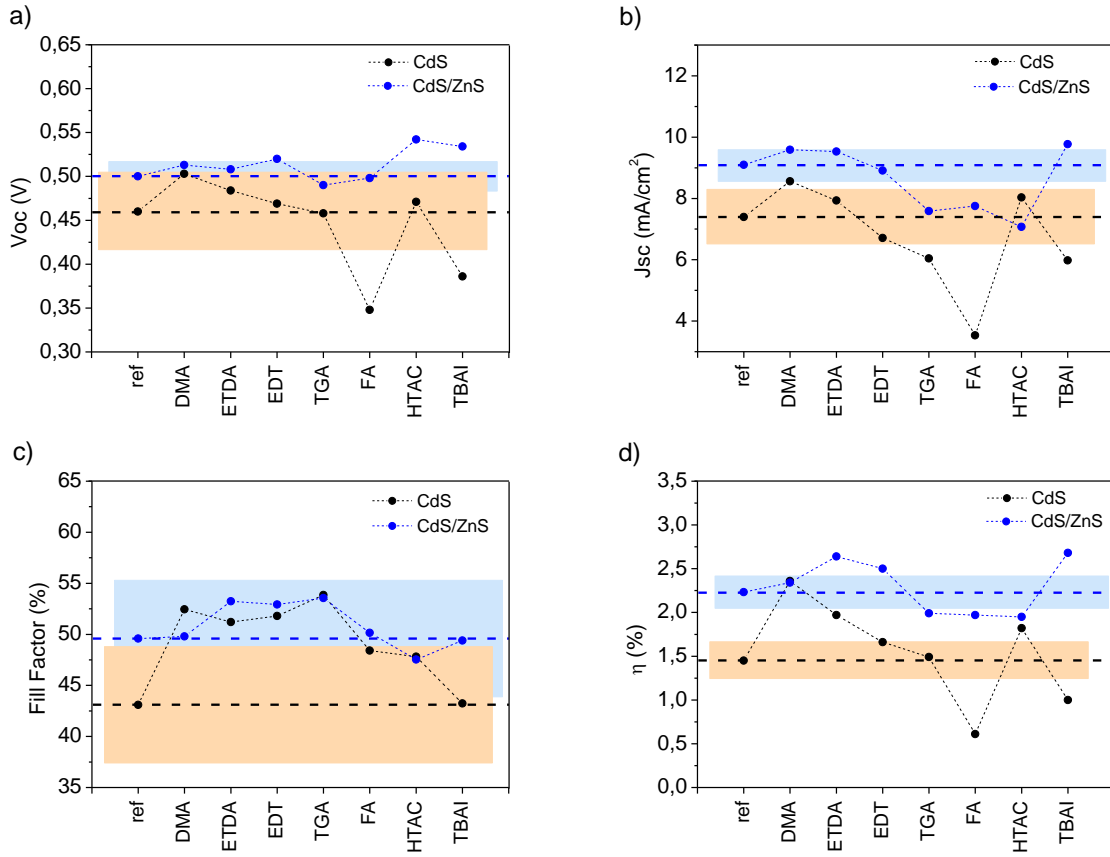 a)
0,65
0,60
0,55
0,50
0,45
0,40
0,35
0,30
Voc (V)
CdS
CdS/ZnS
ref
DMA
ETDA
EDT
TGA
FA
HTAC
TBAI
b)
12
10
8
6
4
Jsc (mA/cm²)
CdS
CdS/ZnS
ref
DMA
ETDA
EDT
TGA
FA
HTAC
TBAI
c)
65
60
55
50
45
40
35
Fill Factor (%)
CdS
CdS/ZnS
ref
DMA
ETDA
EDT
TGA
FA
HTAC
TBAI
d)
3,5
3,0
2,5
2,0
1,5
1,0
0,5
0,0
η (%)
CdS
CdS/ZnS
ref
DMA
ETDA
EDT
TGA
FA
HTAC
TBAI